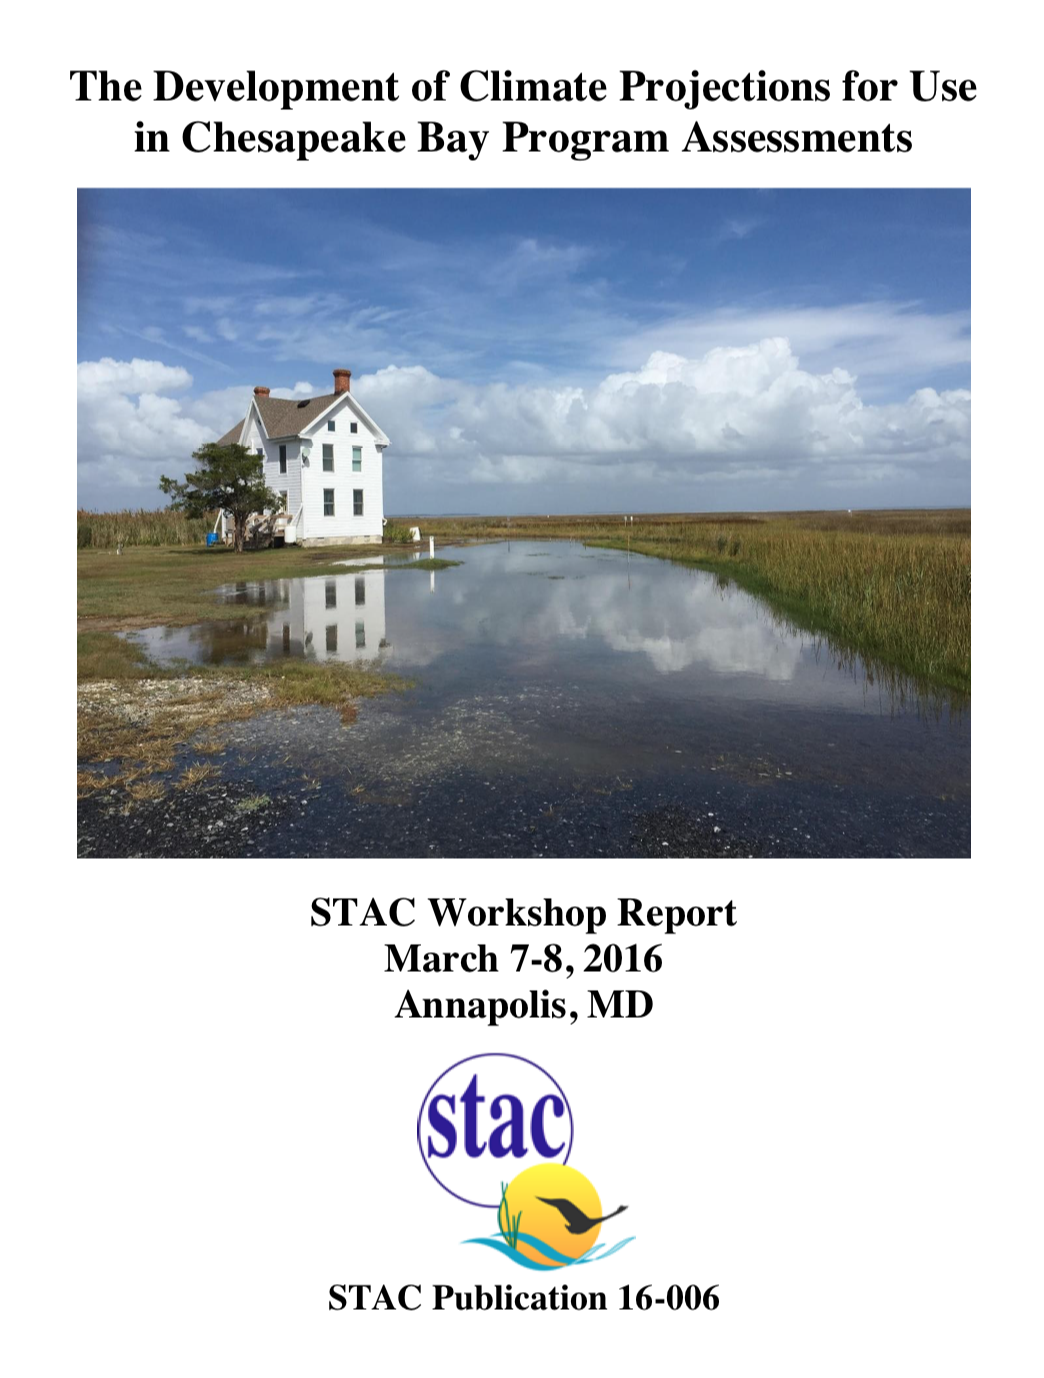 The Development of Climate Projections for Use
in Chesapeake Bay Program Assessments
STAC Workshop Report
March 7-8, 2016
Annapolis, MD
stac
STAC Publication 16-006